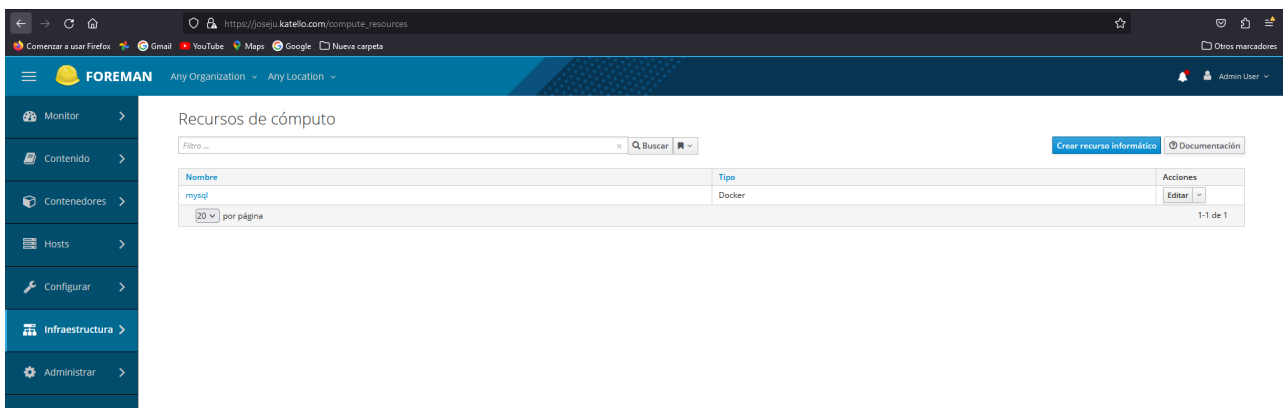 https://joseju.katello.com/compute_resources
Comenzar a usar Firefox Gmail YouTube Maps Google Nueva carpeta Otros marcadores
FOREMAN Any Organization Any Location Admin User
Monitor
Contenido
Contenedores
Hosts
Configurar
Infraestructura
Administrar
Recursos de cómputo
Filtro ... × Buscar Crear recurso informático Documentación
Nombre Tipo Acciones
mysql Docker Editar
20 por página 1-1 de 1